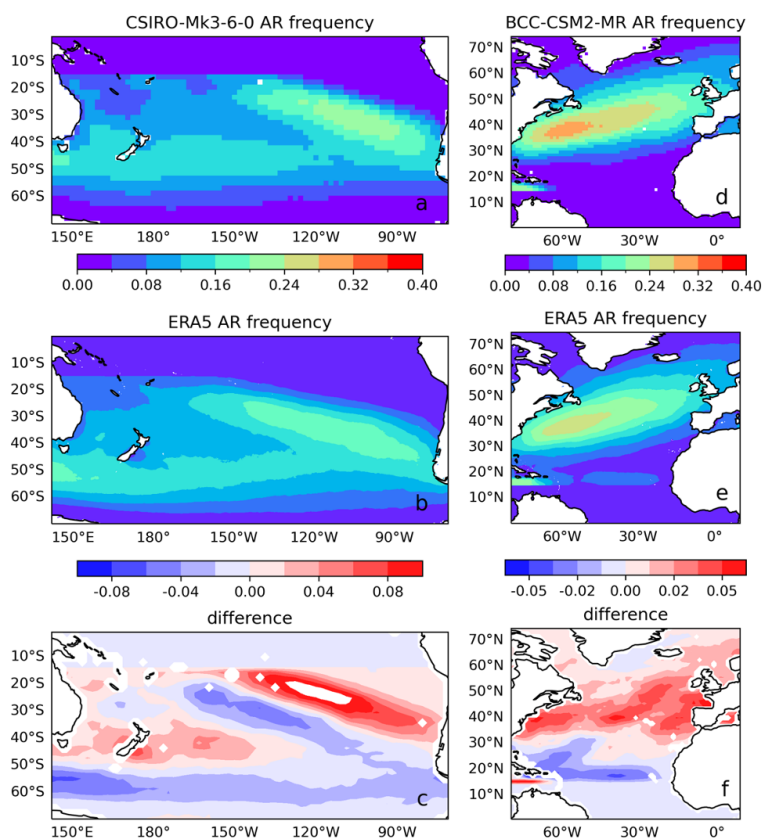 CSIRO-Mk3-6-0 AR frequency
10°S
20°S
30°S
40°S
50°S
60°S
a
150°E 180° 150°W 120°W 90°W
0.00 0.08 0.16 0.24 0.32 0.40
BCC-CSM2-MR AR frequency
70°N
60°N
50°N
40°N
30°N
20°N
10°N
d
60°W 30°W 0°
0.00 0.08 0.16 0.24 0.32 0.40
ERA5 AR frequency
10°S
20°S
30°S
40°S
50°S
60°S
b
150°E 180° 150°W 120°W 90°W
-0.08 -0.04 0.00 0.04 0.08
ERA5 AR frequency
70°N
60°N
50°N
40°N
30°N
20°N
10°N
e
60°W 30°W 0°
-0.05 -0.02 0.00 0.02 0.05
difference
10°S
20°S
30°S
40°S
50°S
60°S
c
150°E 180° 150°W 120°W 90°W
difference
70°N
60°N
50°N
40°N
30°N
20°N
10°N
f
60°W 30°W 0°